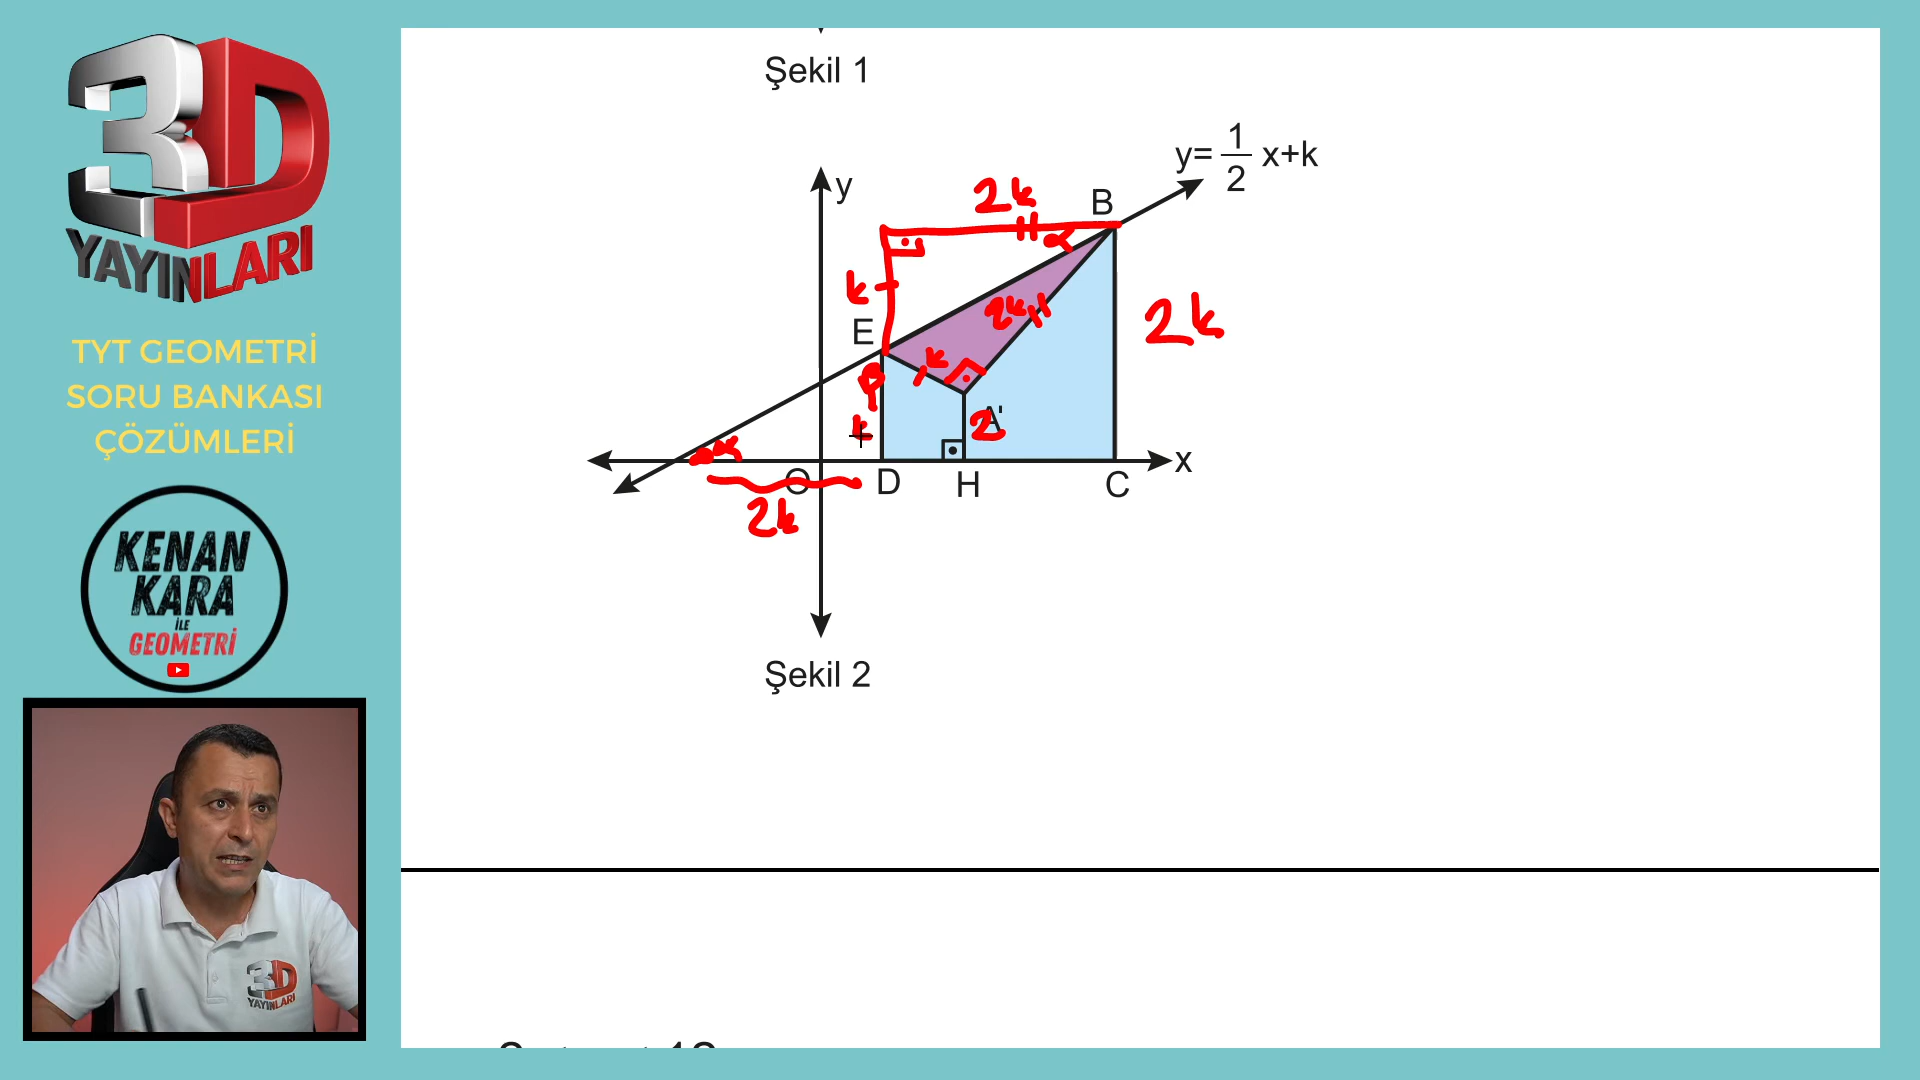 3D
YAYINLARI
TYT GEOMETRİ
SORU BANKASI
ÇÖZÜMLERİ
KENAN
KARA
İLE
GEOMETRİ
3D
YAYINLARI
Şekil 1
y= 1/2 x+k
y
2k
B
k
E
2k
k
2k
A'
2
k
x
O
D
H
C
2k
Şekil 2